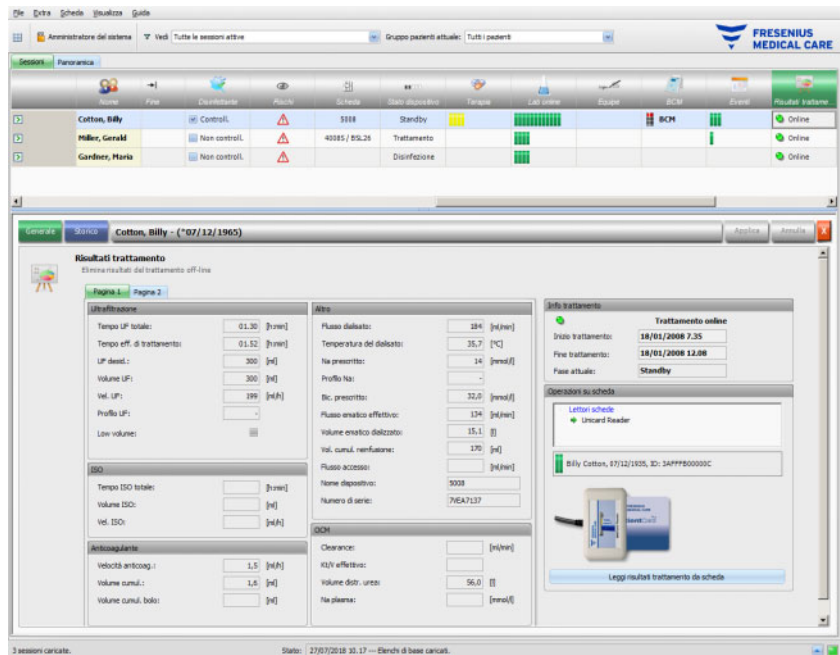 File Extra Scheda Visualizza Guida
Amministratore del sistema Vedi Tutte le sessioni attive Gruppo pazienti attuale: Tutti i pazienti
FRESENIUS
MEDICAL CARE
Sessioni Panoramica
Nome Fine Disinfettante Rischi Scheda Stato dispositivo Terapia Lab online Equipe BCM Eventi Risultati trattame...
Cotton, Billy Controll. 5008 Standby BCM Online
Miller, Gerald Non controll. 4008S / BSL26 Trattamento Online
Gardner, Maria Non controll. Disinfezione Online
Generale Storico Cotton, Billy - (*07/12/1965) Applica Annulla X
Risultati trattamento
Elimina risultati del trattamento off-line
Pagina 1 Pagina 2
Ultrafiltrazione
Tempo UF totale: 01.30 [h:min]
Tempo eff. di trattamento: 01.52 [h:min]
UF desid.: 300 [ml]
Volume UF: 300 [ml]
Vel. UF: 199 [ml/h]
Profilo UF: -
Low volume:
ISO
Tempo ISO totale: [h:min]
Volume ISO: [ml]
Vel. ISO: [ml/h]
Anticoagulante
Velocità anticoag.: 1,5 [ml/h]
Volume cumul.: 1,6 [ml]
Volume cumul. bolo: [ml]
Altro
Flusso dialisato: 184 [ml/min]
Temperatura del dialisato: 35,7 [°C]
Na prescritto: 14 [mmol/l]
Profilo Na: -
Bic. prescritto: 32,0 [mmol/l]
Flusso ematico effettivo: 134 [ml/min]
Volume ematico dializzato: 15,1 [l]
Vol. cumul. reinfusione: 170 [ml]
Flusso accesso: [ml/min]
Nome dispositivo: 5008
Numero di serie: 7VEA7137
OCM
Clearance: [ml/min]
Kt/V effettivo:
Volume distr. urea: 56,0 [l]
Na plasma: [mmol/l]
Info trattamento
Trattamento online
Inizio trattamento: 18/01/2008 7.35
Fine trattamento: 18/01/2008 12.08
Fase attuale: Standby
Operazioni su scheda
Lettori schede
Unicard Reader
Billy Cotton, 07/12/1935, ID: 3AFFFB00000C
Leggi risultati trattamento da scheda
3 sessioni caricate. Stato: 27/07/2018 10.17 --- Elenchi di base caricati.